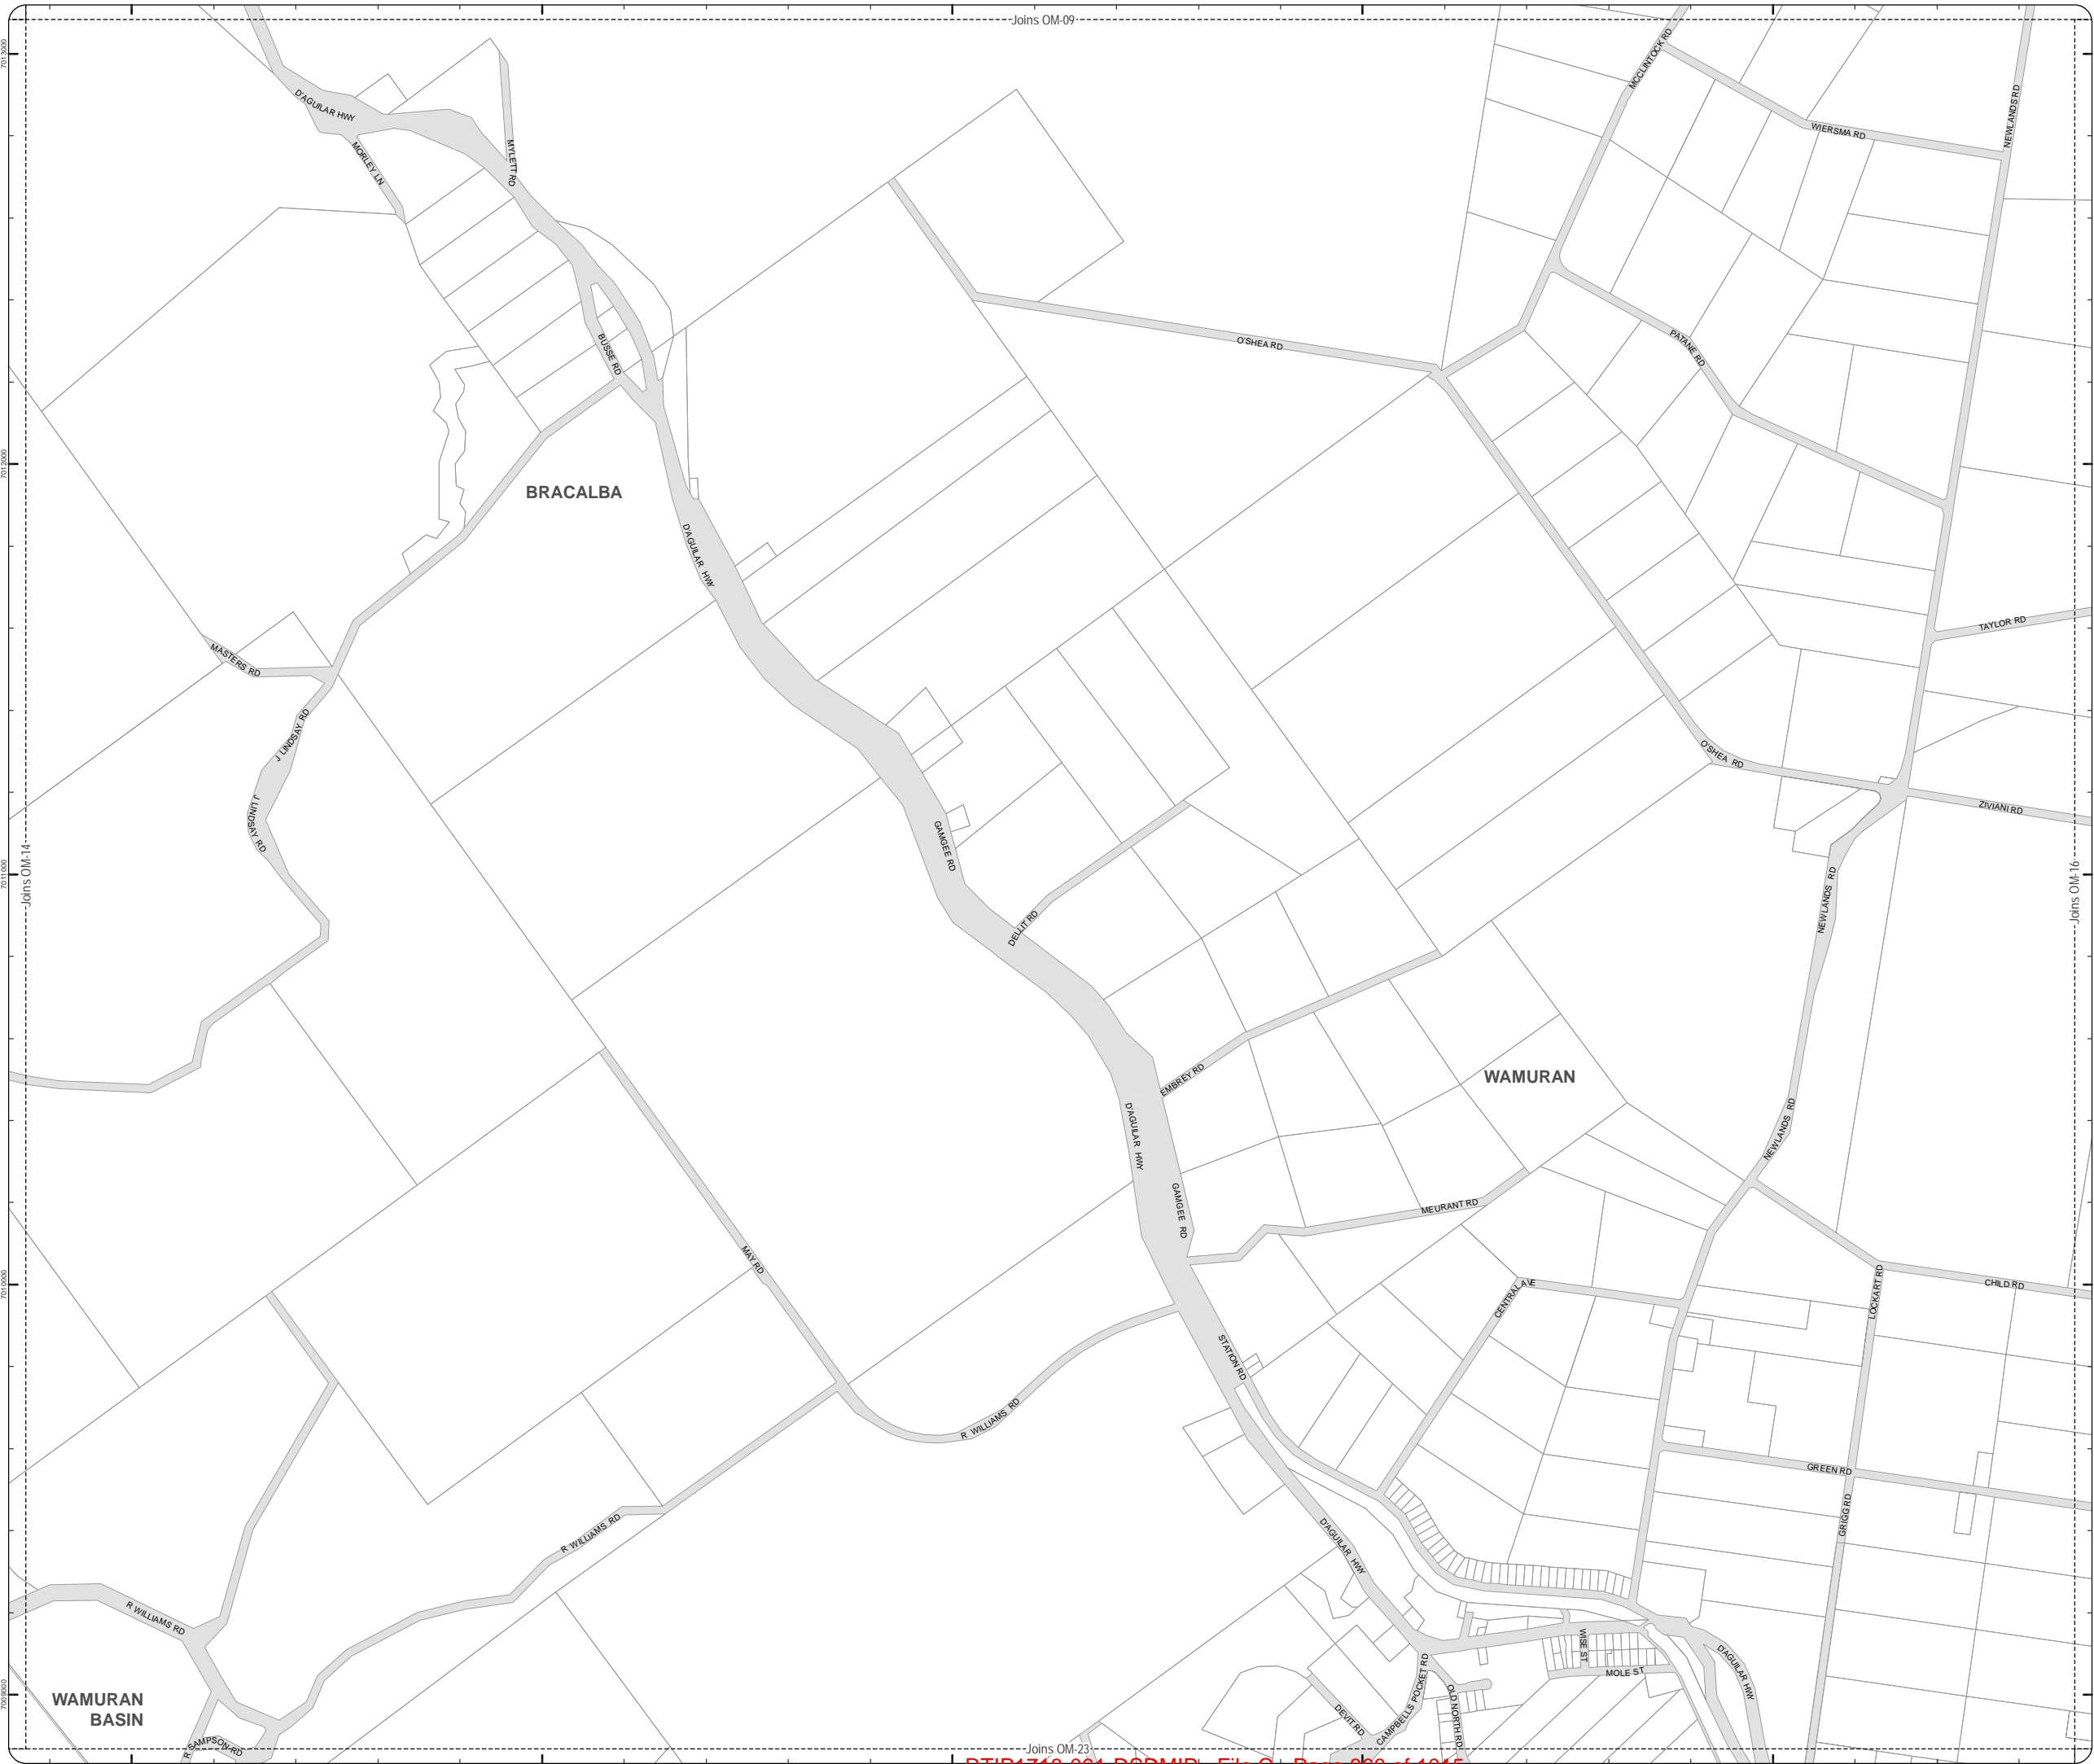 Joins OM-09
7013000
D'AGUILAR HWY
MORLEY LN
MYLETT RD
MCCLINTOCK RD
WIERSMA RD
NEWLANDS RD
BUSSE RD
O'SHEA RD
PATANE RD
7012000
BRACALBA
D'AGUILAR HWY
MASTERS RD
TAYLOR RD
J LINDSAY RD
O'SHEA RD
ZIVIANI RD
J LINDSAY RD
GAMGEE RD
7011000
Joins OM-14
Joins OM-16
DELLIT RD
NEWLANDS RD
EMBREY RD
WAMURAN
D'AGUILAR HWY
NEWLANDS RD
GAMGEE RD
MEURANT RD
MAY RD
7010000
CENTRAL AVE
LOCKART RD
CHILD RD
STATION RD
R WILLIAMS RD
GREEN RD
GRIGG RD
R WILLIAMS RD
D'AGUILAR HWY
R WILLIAMS RD
WISE ST
MOLE ST
D'AGUILAR HWY
7009000
WAMURAN
BASIN
DEVIT RD
CAMPBELLS POCKET RD
OLD NORTH RD
R SAMPSON RD
Joins OM-23